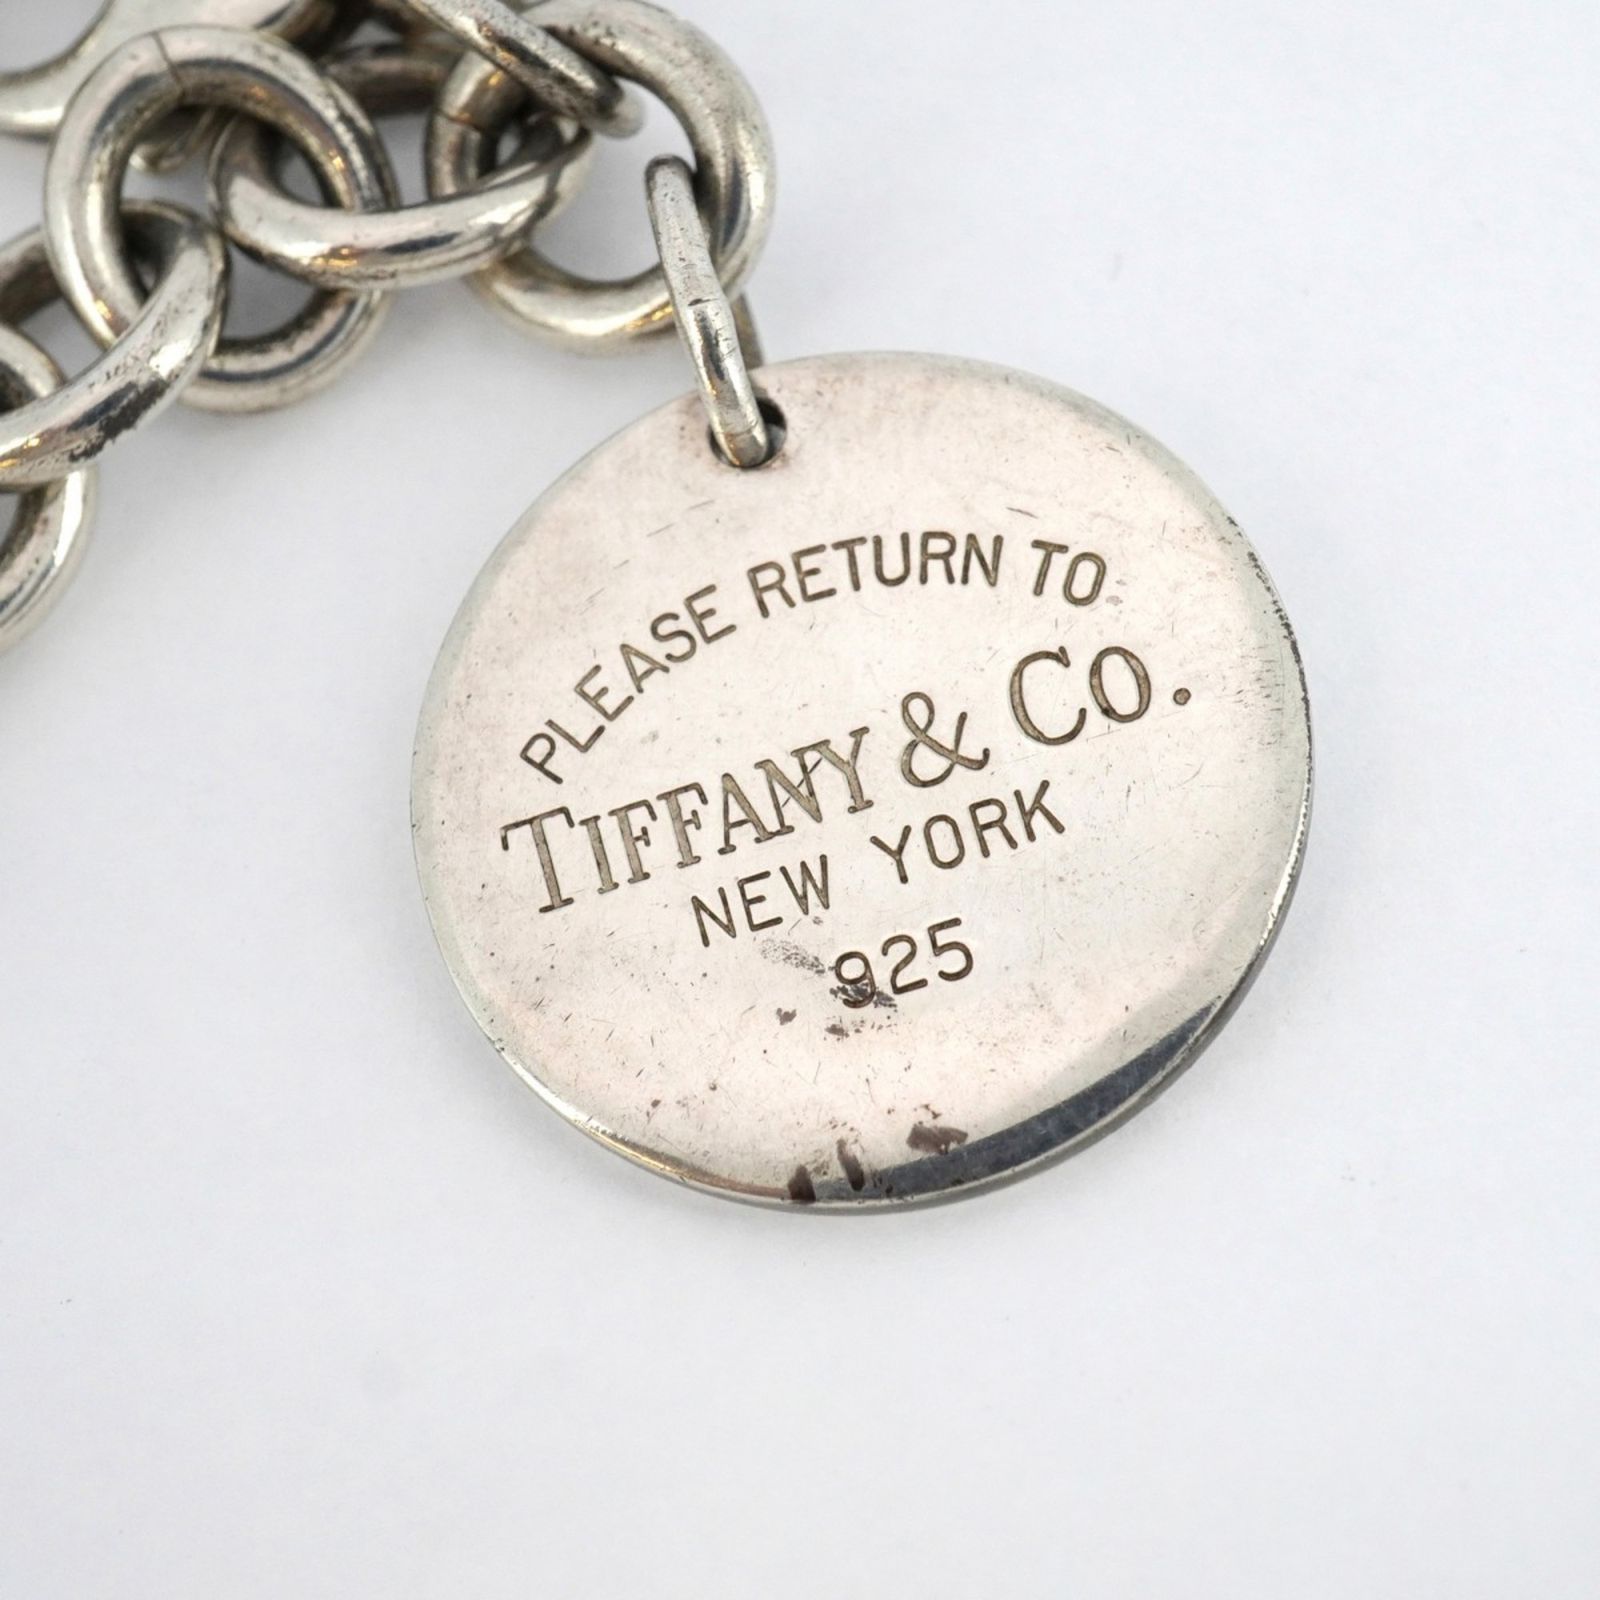 PLEASE RETURN TO
TIFFANY & CO.
NEW YORK
925